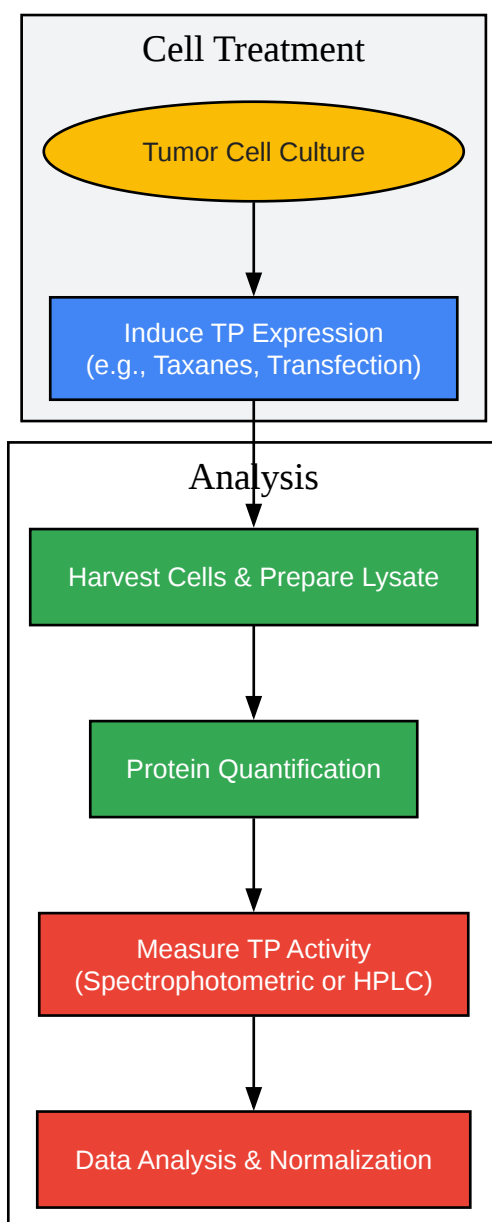 Cell Treatment
Tumor Cell Culture
Induce TP Expression
(e.g., Taxanes, Transfection)
Analysis
Harvest Cells & Prepare Lysate
Protein Quantification
Measure TP Activity
(Spectrophotometric or HPLC)
Data Analysis & Normalization